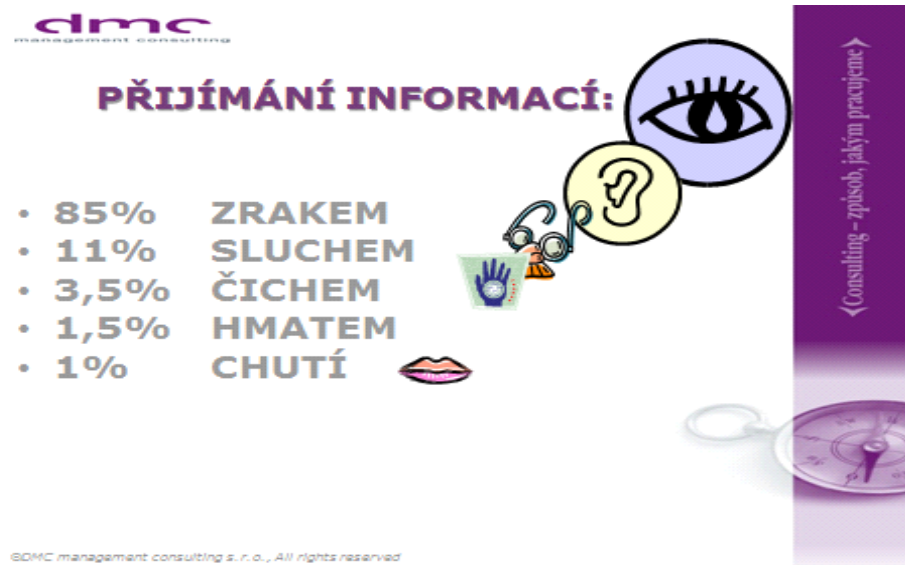 dmc
management consulting
PŘIJÍMÁNÍ INFORMACÍ:
• 85% ZRAKEM
• 11% SLUCHEM
• 3,5% ČICHEM
• 1,5% HMATEM
• 1% CHUTÍ
Consulting – způsob, jakým pracujeme
©DMC management consulting s.r.o., All rights reserved